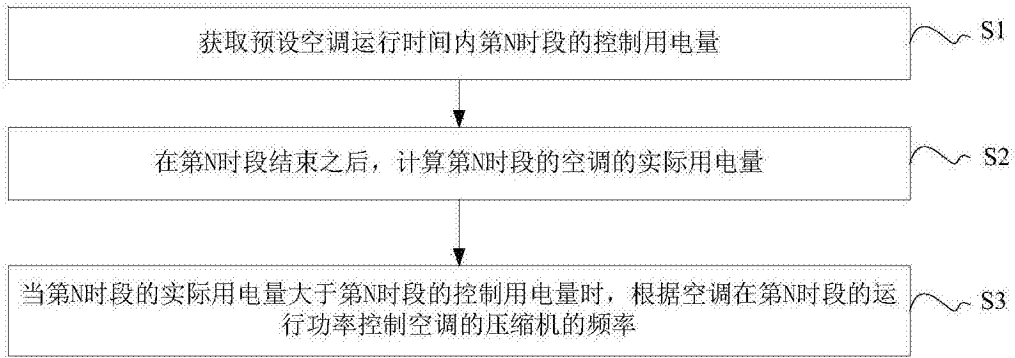 获取预设空调运行时间内第N时段的控制用电量
S1
在第N时段结束之后，计算第N时段的空调的实际用电量
S2
当第N时段的实际用电量大于第N时段的控制用电量时，根据空调在第N时段的运
行功率控制空调的压缩机的频率
S3